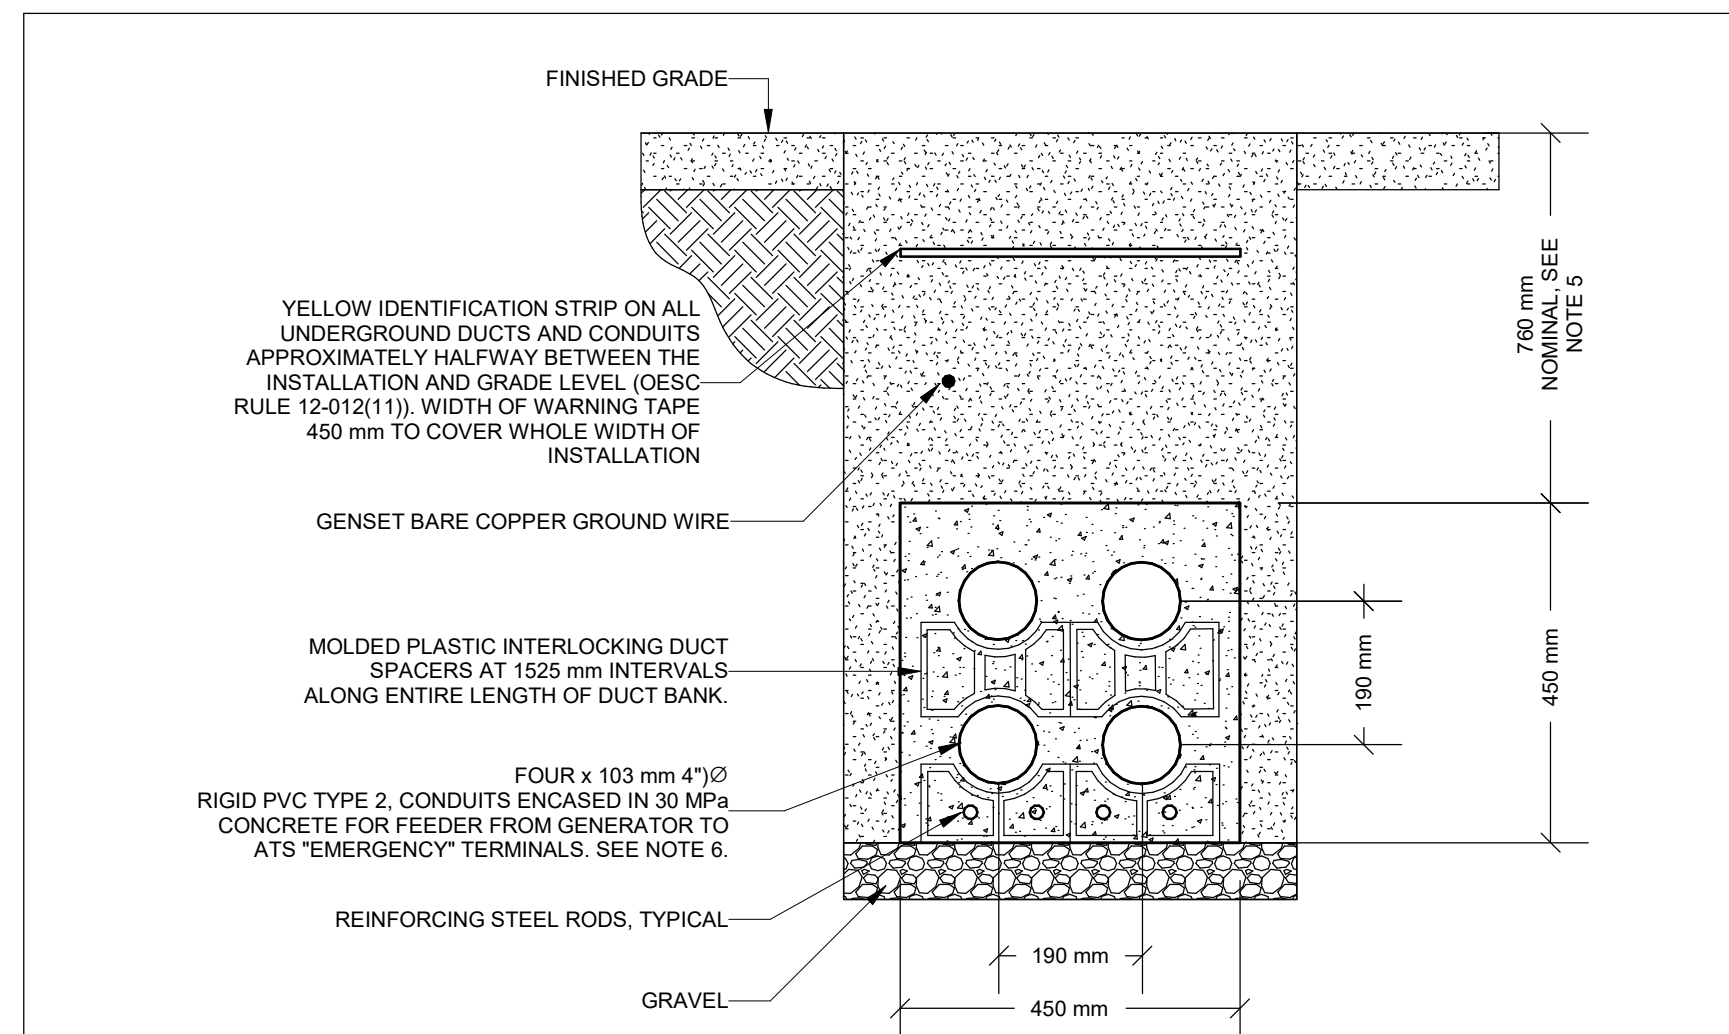 FINISHED GRADE
YELLOW IDENTIFICATION STRIP ON ALL
UNDERGROUND DUCTS AND CONDUITS
APPROXIMATELY HALFWAY BETWEEN THE
INSTALLATION AND GRADE LEVEL (OESC
RULE 12-012(11)). WIDTH OF WARNING TAPE
450 mm TO COVER WHOLE WIDTH OF
INSTALLATION
760 mm
NOMINAL, SEE
NOTE 5
GENSET BARE COPPER GROUND WIRE
MOLDED PLASTIC INTERLOCKING DUCT
SPACERS AT 1525 mm INTERVALS
ALONG ENTIRE LENGTH OF DUCT BANK.
190 mm
450 mm
FOUR x 103 mm 4")Ø
RIGID PVC TYPE 2, CONDUITS ENCASED IN 30 MPa
CONCRETE FOR FEEDER FROM GENERATOR TO
ATS "EMERGENCY" TERMINALS. SEE NOTE 6.
REINFORCING STEEL RODS, TYPICAL
190 mm
GRAVEL
450 mm